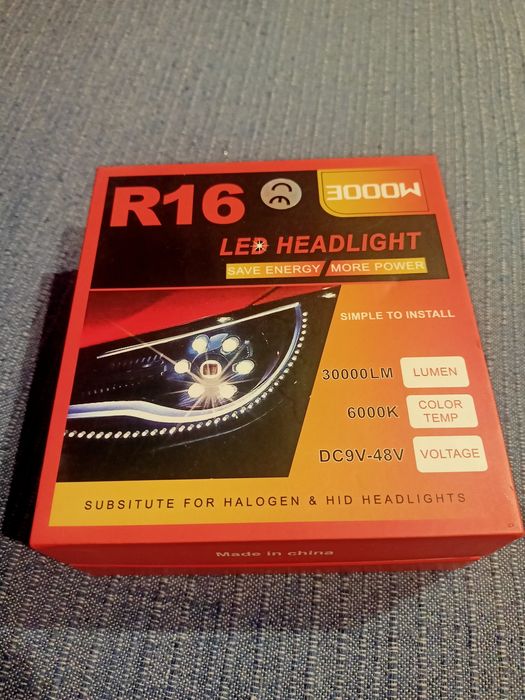 R16
CE
3000W
LED HEADLIGHT
SAVE ENERGY / MORE POWER
SIMPLE TO INSTALL
30000LM LUMEN
6000K COLOR TEMP
DC9V-48V VOLTAGE
SUBSITUTE FOR HALOGEN & HID HEADLIGHTS
Made in china